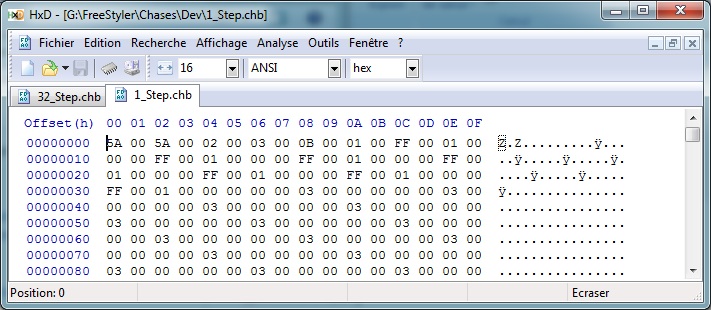 HxD - [G:\FreeStyler\Chases\Dev\1_Step.chb]
Fichier Edition Recherche Affichage Analyse Outils Fenêtre ?
16 ANSI hex
32_Step.chb 1_Step.chb
Offset(h) 00 01 02 03 04 05 06 07 08 09 0A 0B 0C 0D 0E 0F
00000000 5A 00 5A 00 02 00 03 00 0B 00 01 00 FF 00 01 00 Z.Z.........ÿ...
00000010 00 00 FF 00 01 00 00 00 FF 00 01 00 00 00 FF 00 ..ÿ.....ÿ.....ÿ.
00000020 01 00 00 00 FF 00 01 00 00 00 FF 00 01 00 00 00 ....ÿ.....ÿ.....
00000030 FF 00 01 00 00 00 00 00 03 00 00 00 00 00 03 00 ÿ...............
00000040 00 00 00 00 03 00 00 00 00 00 03 00 00 00 00 00 ................
00000050 03 00 00 00 00 00 03 00 00 00 00 00 03 00 00 00 ................
00000060 00 00 03 00 00 00 00 00 03 00 00 00 00 00 03 00 ................
00000070 00 00 00 00 03 00 00 00 00 00 03 00 00 00 00 00 ................
00000080 03 00 00 00 00 00 03 00 00 00 00 00 03 00 00 00 ................
Position: 0 Ecraser